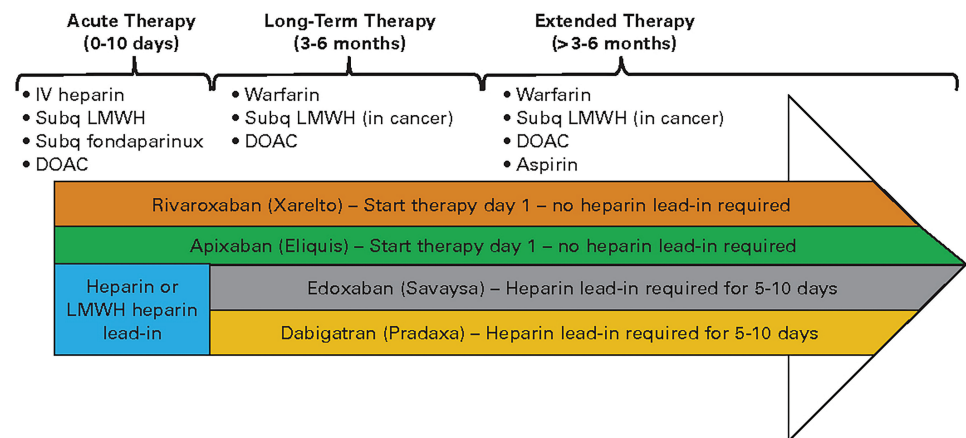 Acute Therapy
(0-10 days)
Long-Term Therapy
(3-6 months)
Extended Therapy
(>3-6 months)
• IV heparin
• Subq LMWH
• Subq fondaparinux
• DOAC
• Warfarin
• Subq LMWH (in cancer)
• DOAC
• Warfarin
• Subq LMWH (in cancer)
• DOAC
• Aspirin
Rivaroxaban (Xarelto) – Start therapy day 1 – no heparin lead-in required
Apixaban (Eliquis) – Start therapy day 1 – no heparin lead-in required
Heparin or
LMWH heparin
lead-in
Edoxaban (Savaysa) – Heparin lead-in required for 5-10 days
Dabigatran (Pradaxa) – Heparin lead-in required for 5-10 days